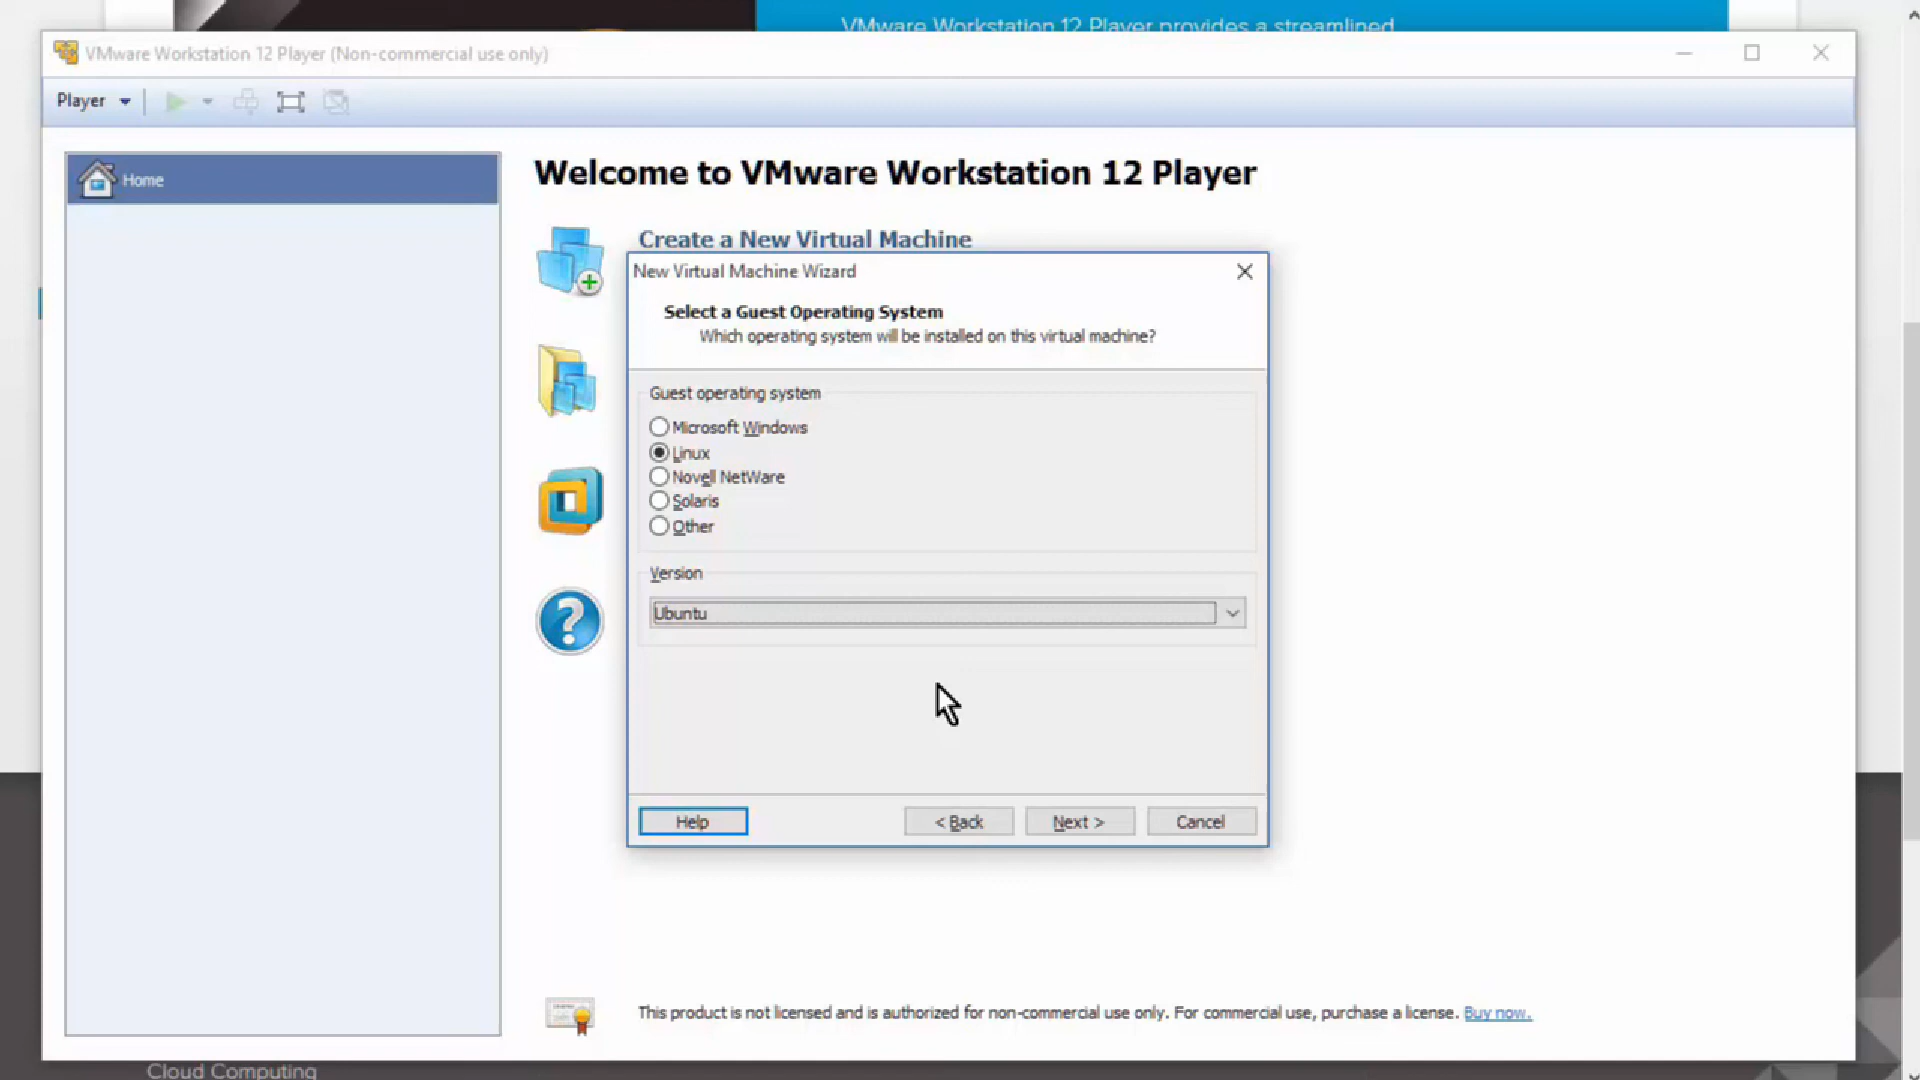 VMware Workstation 12 Player provides a streamlined
VMware Workstation 12 Player (Non-commercial use only)
Player
Home
Welcome to VMware Workstation 12 Player
Create a New Virtual Machine
New Virtual Machine Wizard
Select a Guest Operating System
Which operating system will be installed on this virtual machine?
Guest operating system
Microsoft Windows
Linux
Novell NetWare
Solaris
Other
Version
Ubuntu
Help
< Back
Next >
Cancel
This product is not licensed and is authorized for non-commercial use only. For commercial use, purchase a license. Buy now.
Cloud Computing